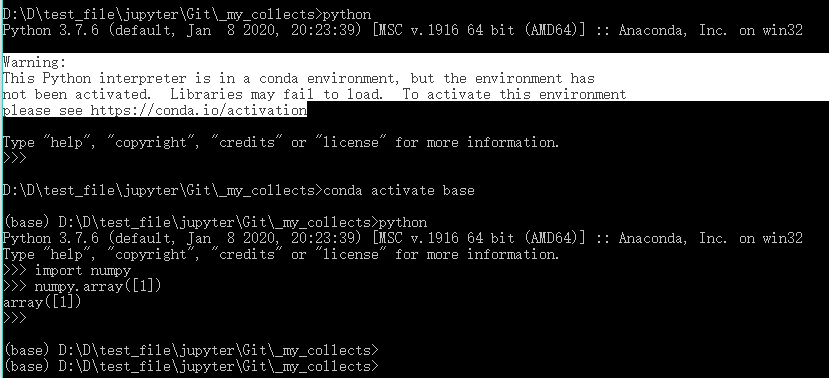 D:\D\test_file\jupyter\Git\_my_collects>python
Python 3.7.6 (default, Jan  8 2020, 20:23:39) [MSC v.1916 64 bit (AMD64)] :: Anaconda, Inc. on win32
Warning:
This Python interpreter is in a conda environment, but the environment has
not been activated.  Libraries may fail to load.  To activate this environment
please see https://conda.io/activation
Type "help", "copyright", "credits" or "license" for more information.
>>>
D:\D\test_file\jupyter\Git\_my_collects>conda activate base
(base) D:\D\test_file\jupyter\Git\_my_collects>python
Python 3.7.6 (default, Jan  8 2020, 20:23:39) [MSC v.1916 64 bit (AMD64)] :: Anaconda, Inc. on win32
Type "help", "copyright", "credits" or "license" for more information.
>>> import numpy
>>> numpy.array([1])
array([1])
>>>
(base) D:\D\test_file\jupyter\Git\_my_collects>
(base) D:\D\test_file\jupyter\Git\_my_collects>